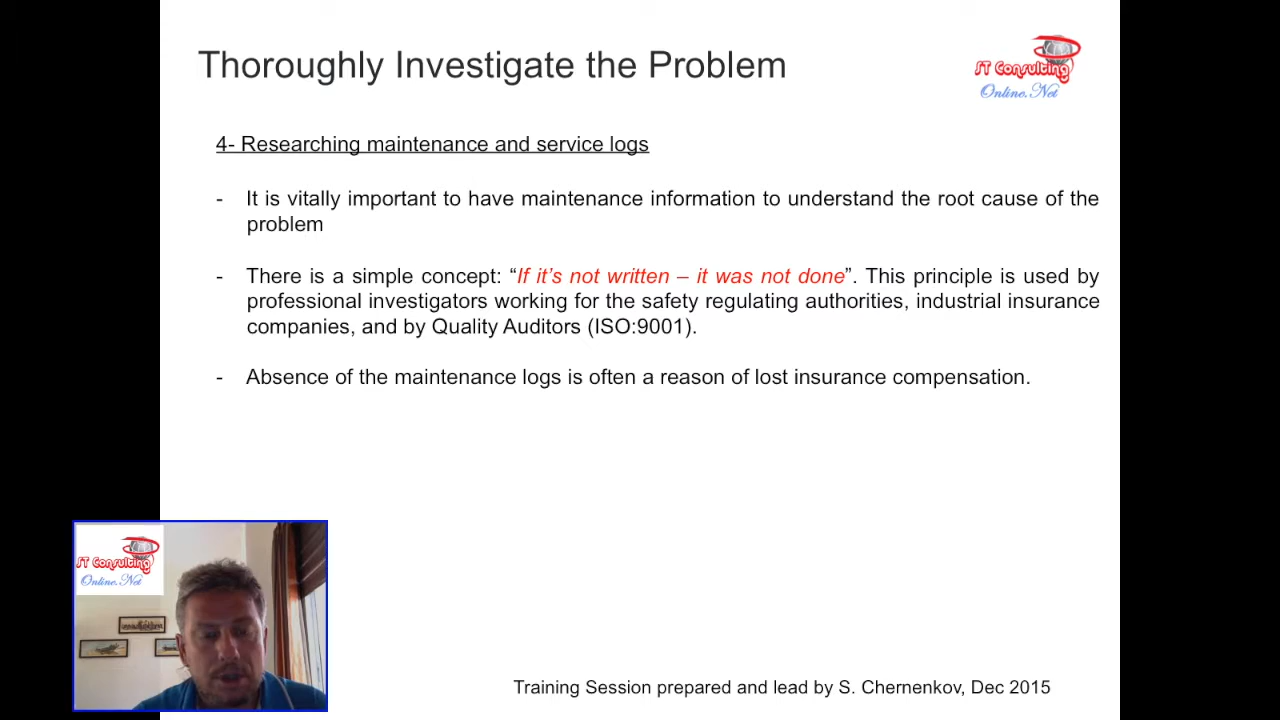 Thoroughly Investigate the Problem
ST Consulting
Online.Net
4- Researching maintenance and service logs
- It is vitally important to have maintenance information to understand the root cause of the
problem
- There is a simple concept: “If it’s not written – it was not done”. This principle is used by
professional investigators working for the safety regulating authorities, industrial insurance
companies, and by Quality Auditors (ISO:9001).
- Absence of the maintenance logs is often a reason of lost insurance compensation.
ST Consulting
Online.Net
Training Session prepared and lead by S. Chernenkov, Dec 2015